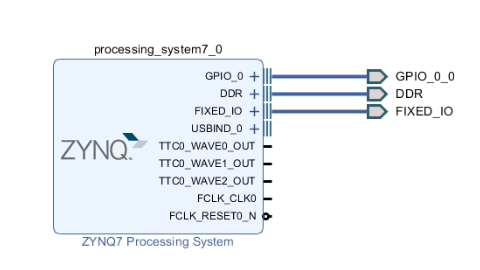 processing_system7_0
GPIO_0
GPIO_0_0
DDR
DDR
FIXED_IO
FIXED_IO
USBIND_0
ZYNQ
TTC0_WAVE0_OUT
TTC0_WAVE1_OUT
TTC0_WAVE2_OUT
FCLK_CLK0
FCLK_RESET0_N
ZYNQ7 Processing System